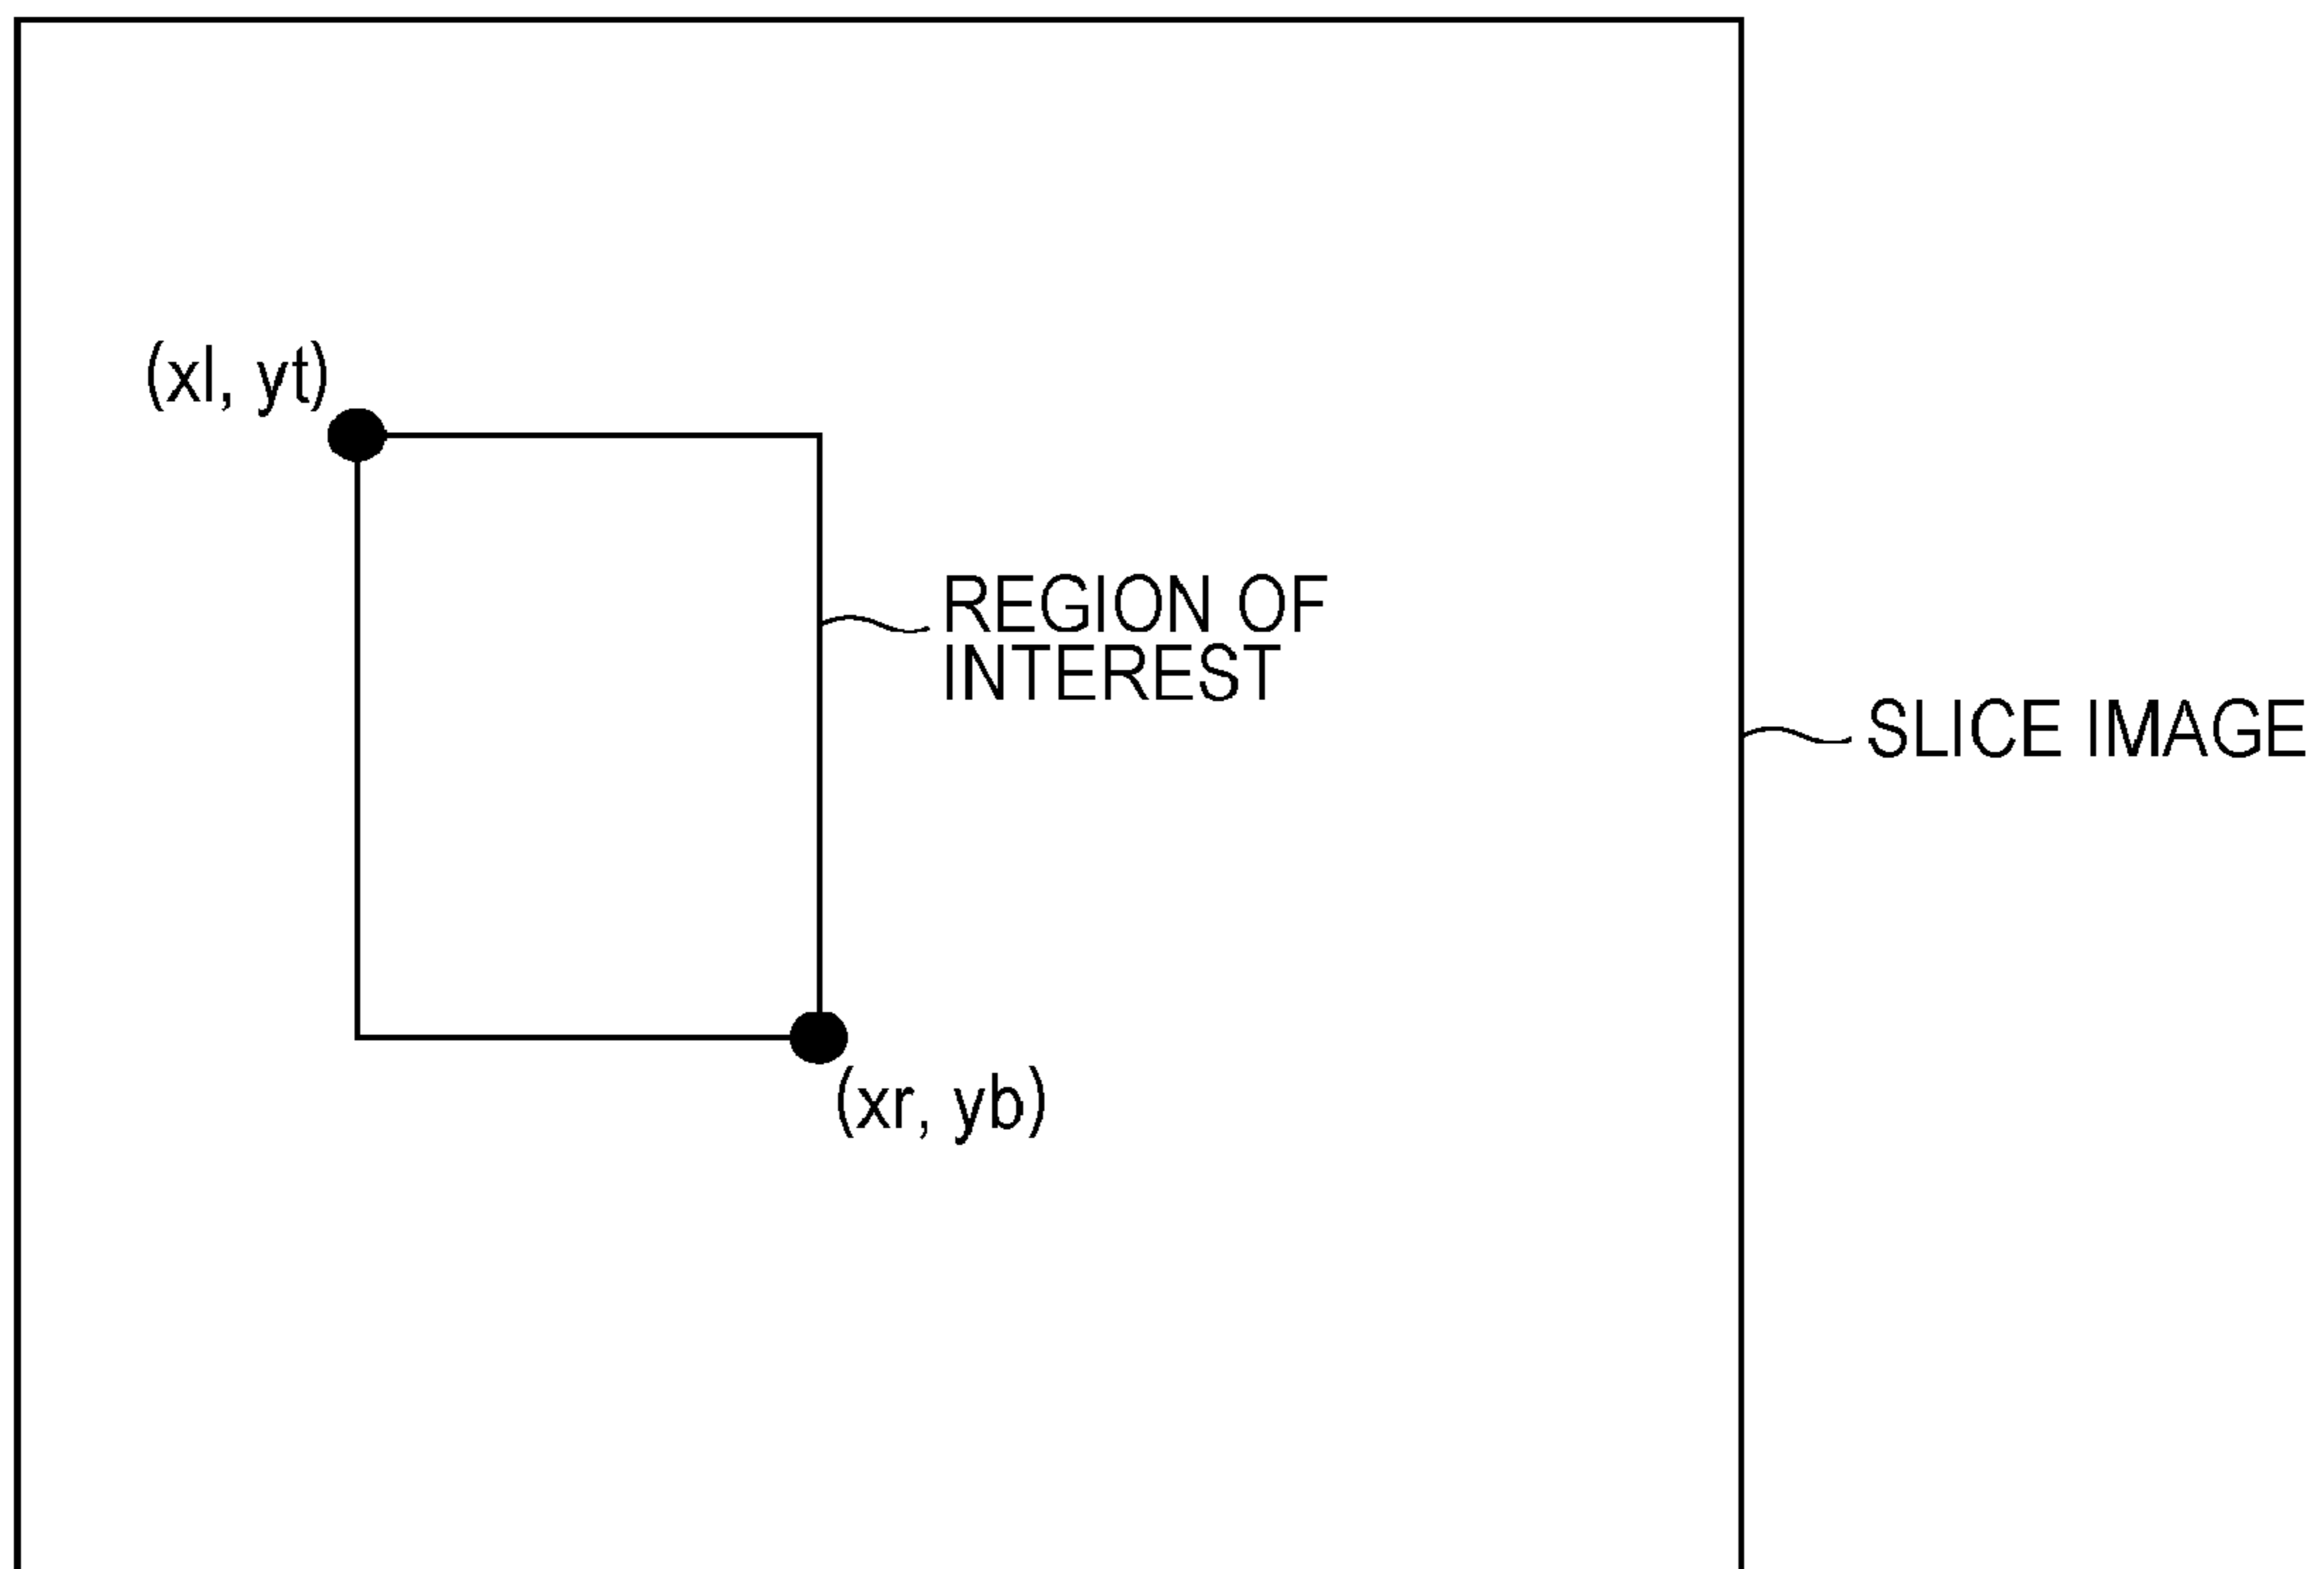 (xl, yt)
REGION OF
INTEREST
SLICE IMAGE
(xr, yb)